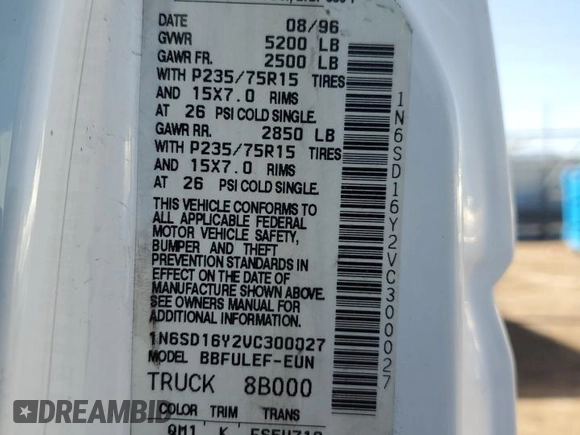 DATE 08/96
GVWR 5200 LB
GAWR FR. 2500 LB
WITH P235/75R15 TIRES
AND 15X7.0 RIMS
AT 26 PSI COLD SINGLE.
GAWR RR. 2850 LB
WITH P235/75R15 TIRES
AND 15X7.0 RIMS
AT 26 PSI COLD SINGLE.
THIS VEHICLE CONFORMS TO
ALL APPLICABLE FEDERAL
MOTOR VEHICLE SAFETY,
BUMPER AND THEFT
PREVENTION STANDARDS IN
EFFECT ON THE DATE OF
MANUFACTURE SHOWN ABOVE.
SEE OWNERS MANUAL FOR
ADDITIONAL INFORMATION.
1N6SD16Y2VC300027
MODEL BBFULEF-EUN
TRUCK 8B000
COLOR TRIM TRANS
QM1 K
1N6SD16Y2VC300027
DREAMBID